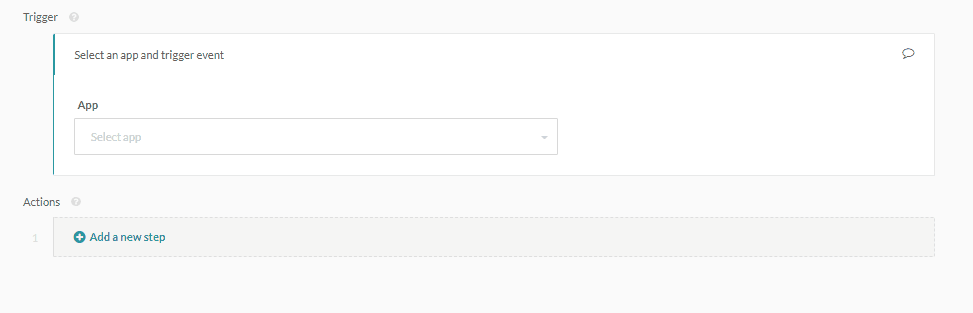 Trigger ?
Select an app and trigger event
App
Select app
Actions ?
1
Add a new step